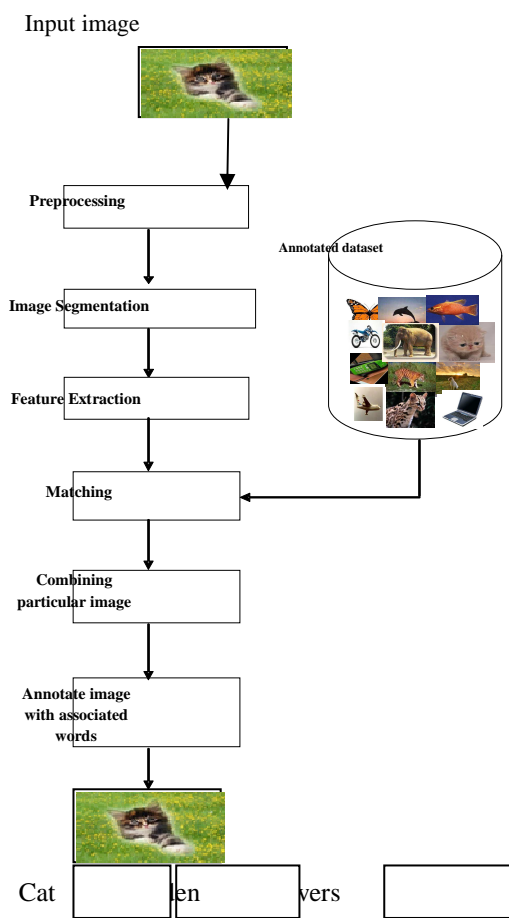 Input image
Preprocessing
Annotated dataset
Image Segmentation
Feature Extraction
Matching
Combining
particular image
Annotate image
with associated
words
Cat